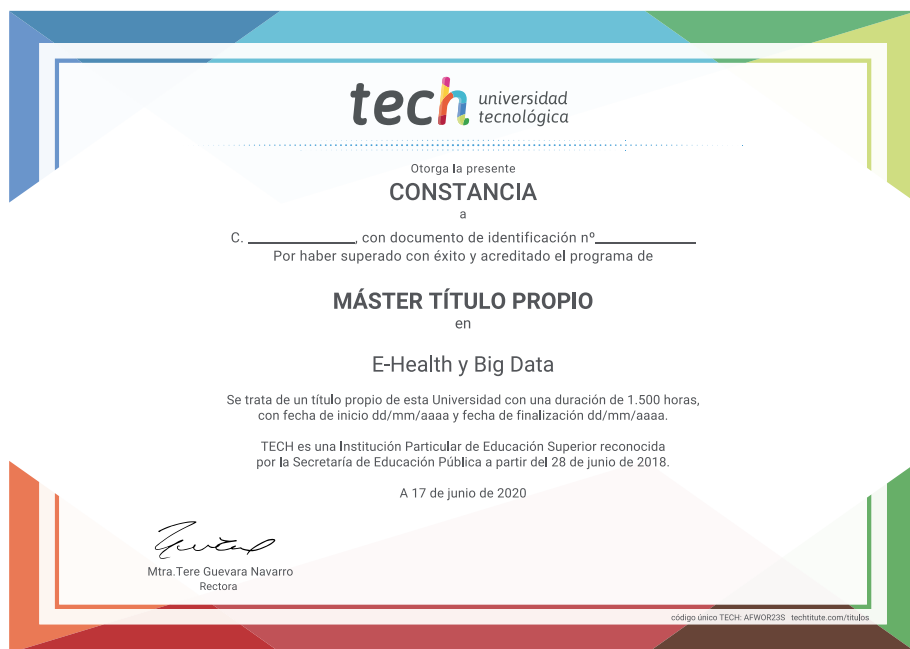 tech universidad
tecnológica
Otorga la presente
CONSTANCIA
a
C. ____________, con documento de identificación nº____________
Por haber superado con éxito y acreditado el programa de
MÁSTER TÍTULO PROPIO
en
E-Health y Big Data
Se trata de un título propio de esta Universidad con una duración de 1.500 horas,
con fecha de inicio dd/mm/aaaa y fecha de finalización dd/mm/aaaa.
TECH es una Institución Particular de Educación Superior reconocida
por la Secretaría de Educación Pública a partir del 28 de junio de 2018.
A 17 de junio de 2020
Mtra.Tere Guevara Navarro
Rectora
código único TECH: AFWOR23S techtitute.com/titulos